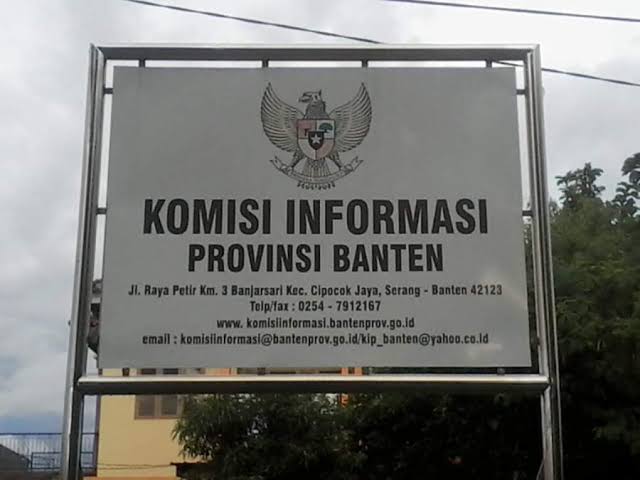 KOMISI INFORMASI
PROVINSI BANTEN
Jl. Raya Petir Km. 3 Banjarsari Kec. Cipocok Jaya, Serang - Banten 42123
Telp/fax : 0254 - 7912167
www. komisiinformasi.bantenprov.go.id
email : komisiinformasi@bantenprov.go.id/kip_banten@yahoo.co.id